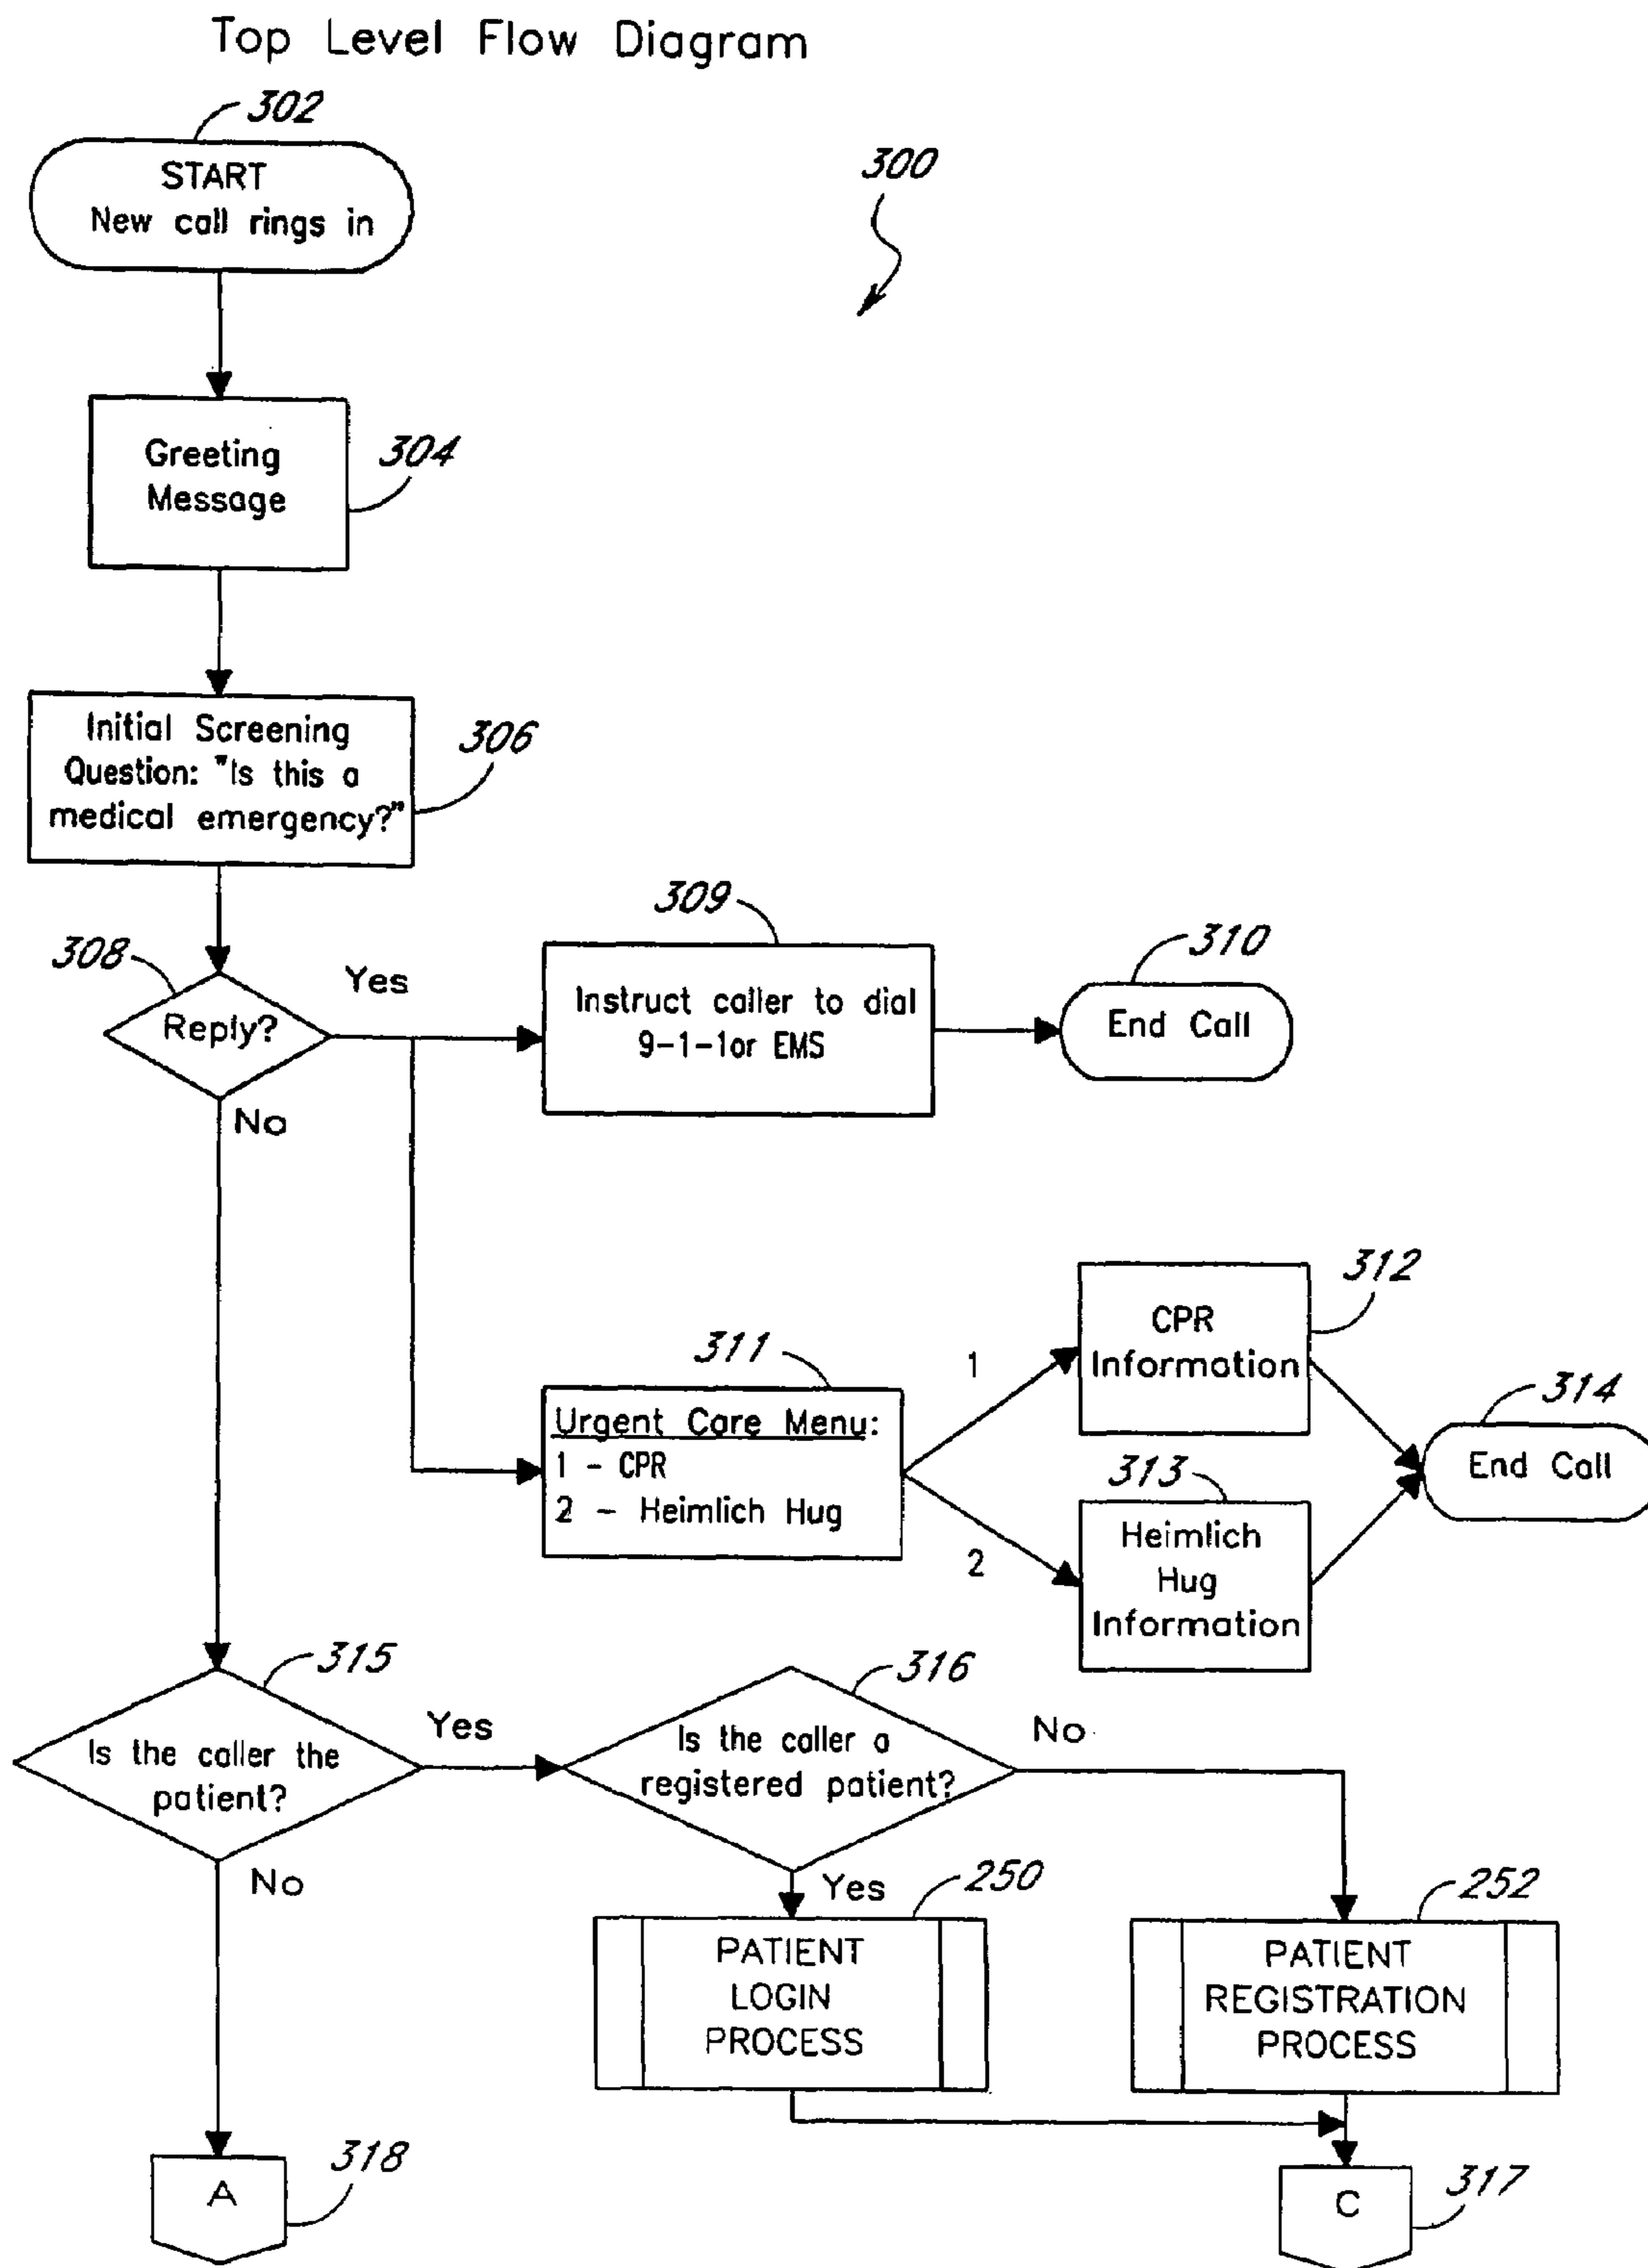 Top Level Flow Diagram
302
START
New call rings in
300
Greeting
Message
304
Initial Screening
Question: "Is this a
medical emergency?"
306
308
Reply?
Yes
No
309
Instruct caller to dial
9-1-1or EMS
310
End Call
311
Urgent Care Menu:
1 - CPR
2 - Heimlich Hug
1
2
312
CPR
Information
313
Heimlich
Hug
Information
314
End Call
315
Is the caller the
patient?
Yes
No
316
Is the caller a
registered patient?
No
Yes
250
PATIENT
LOGIN
PROCESS
252
PATIENT
REGISTRATION
PROCESS
A
318
C
317